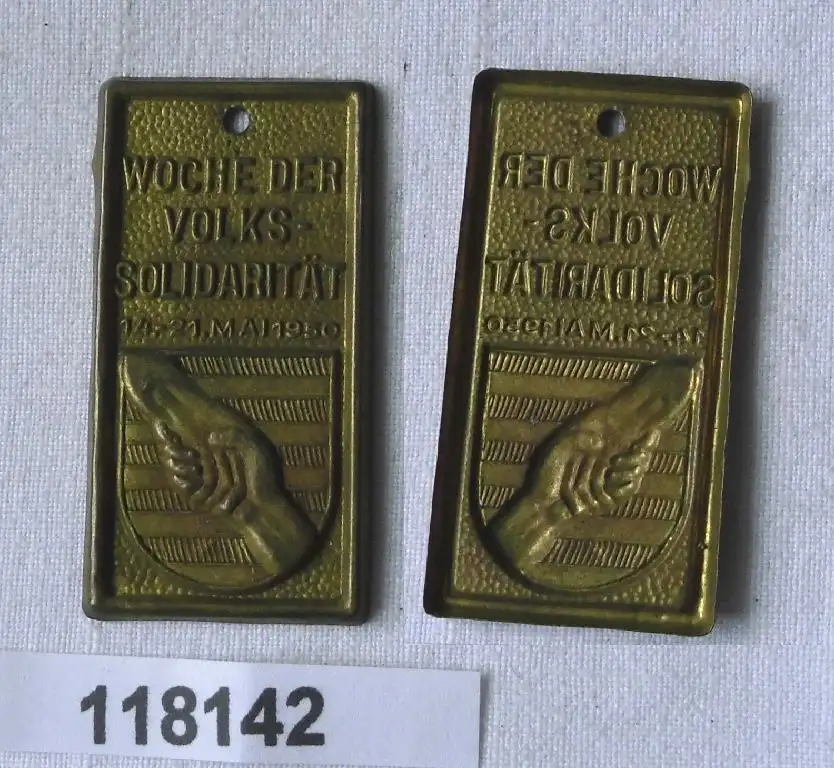 WOCHE DER
VOLKS-
SOLIDARITÄT
14.-21.MAI 1950
WOCHE DER
VOLKS-
SOLIDARITÄT
14.-21.MAI 1950
118142